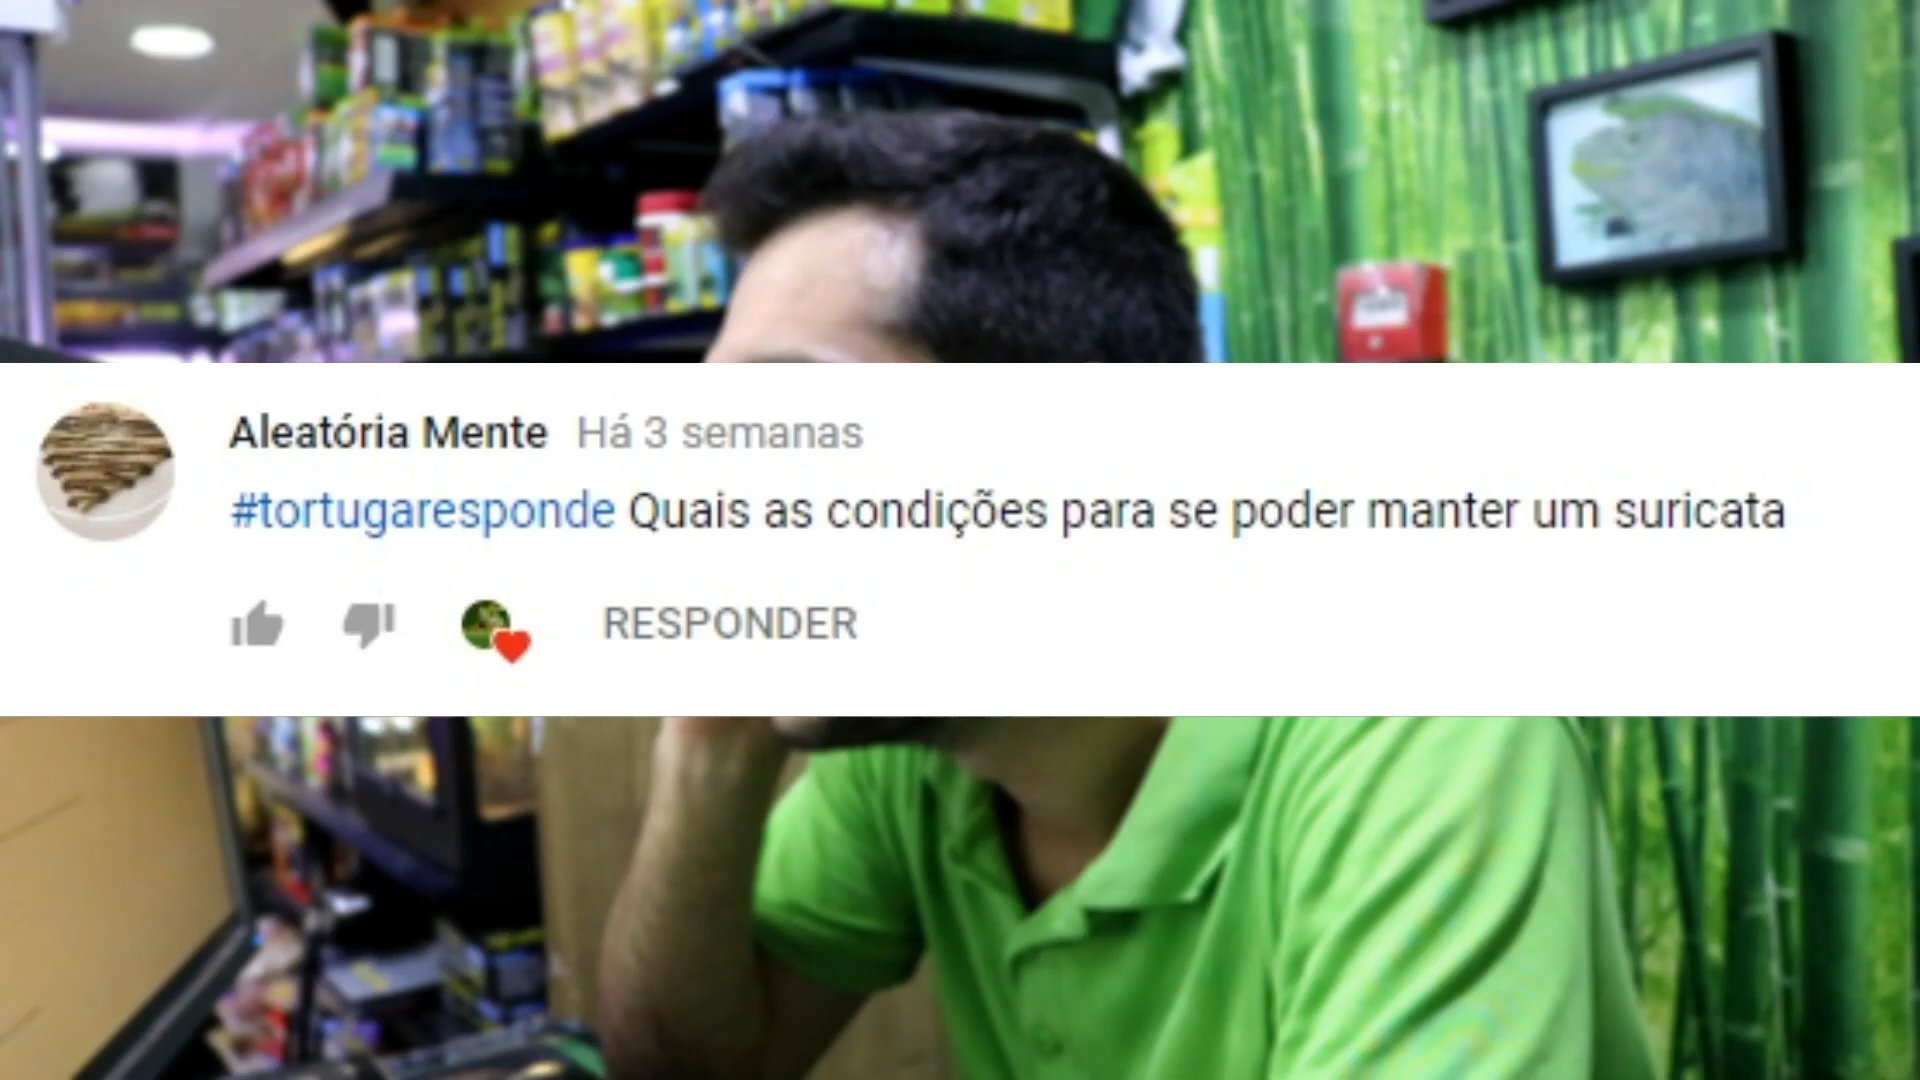 Aleatória Mente Há 3 semanas
#tortugaresponde Quais as condições para se poder manter um suricata
RESPONDER